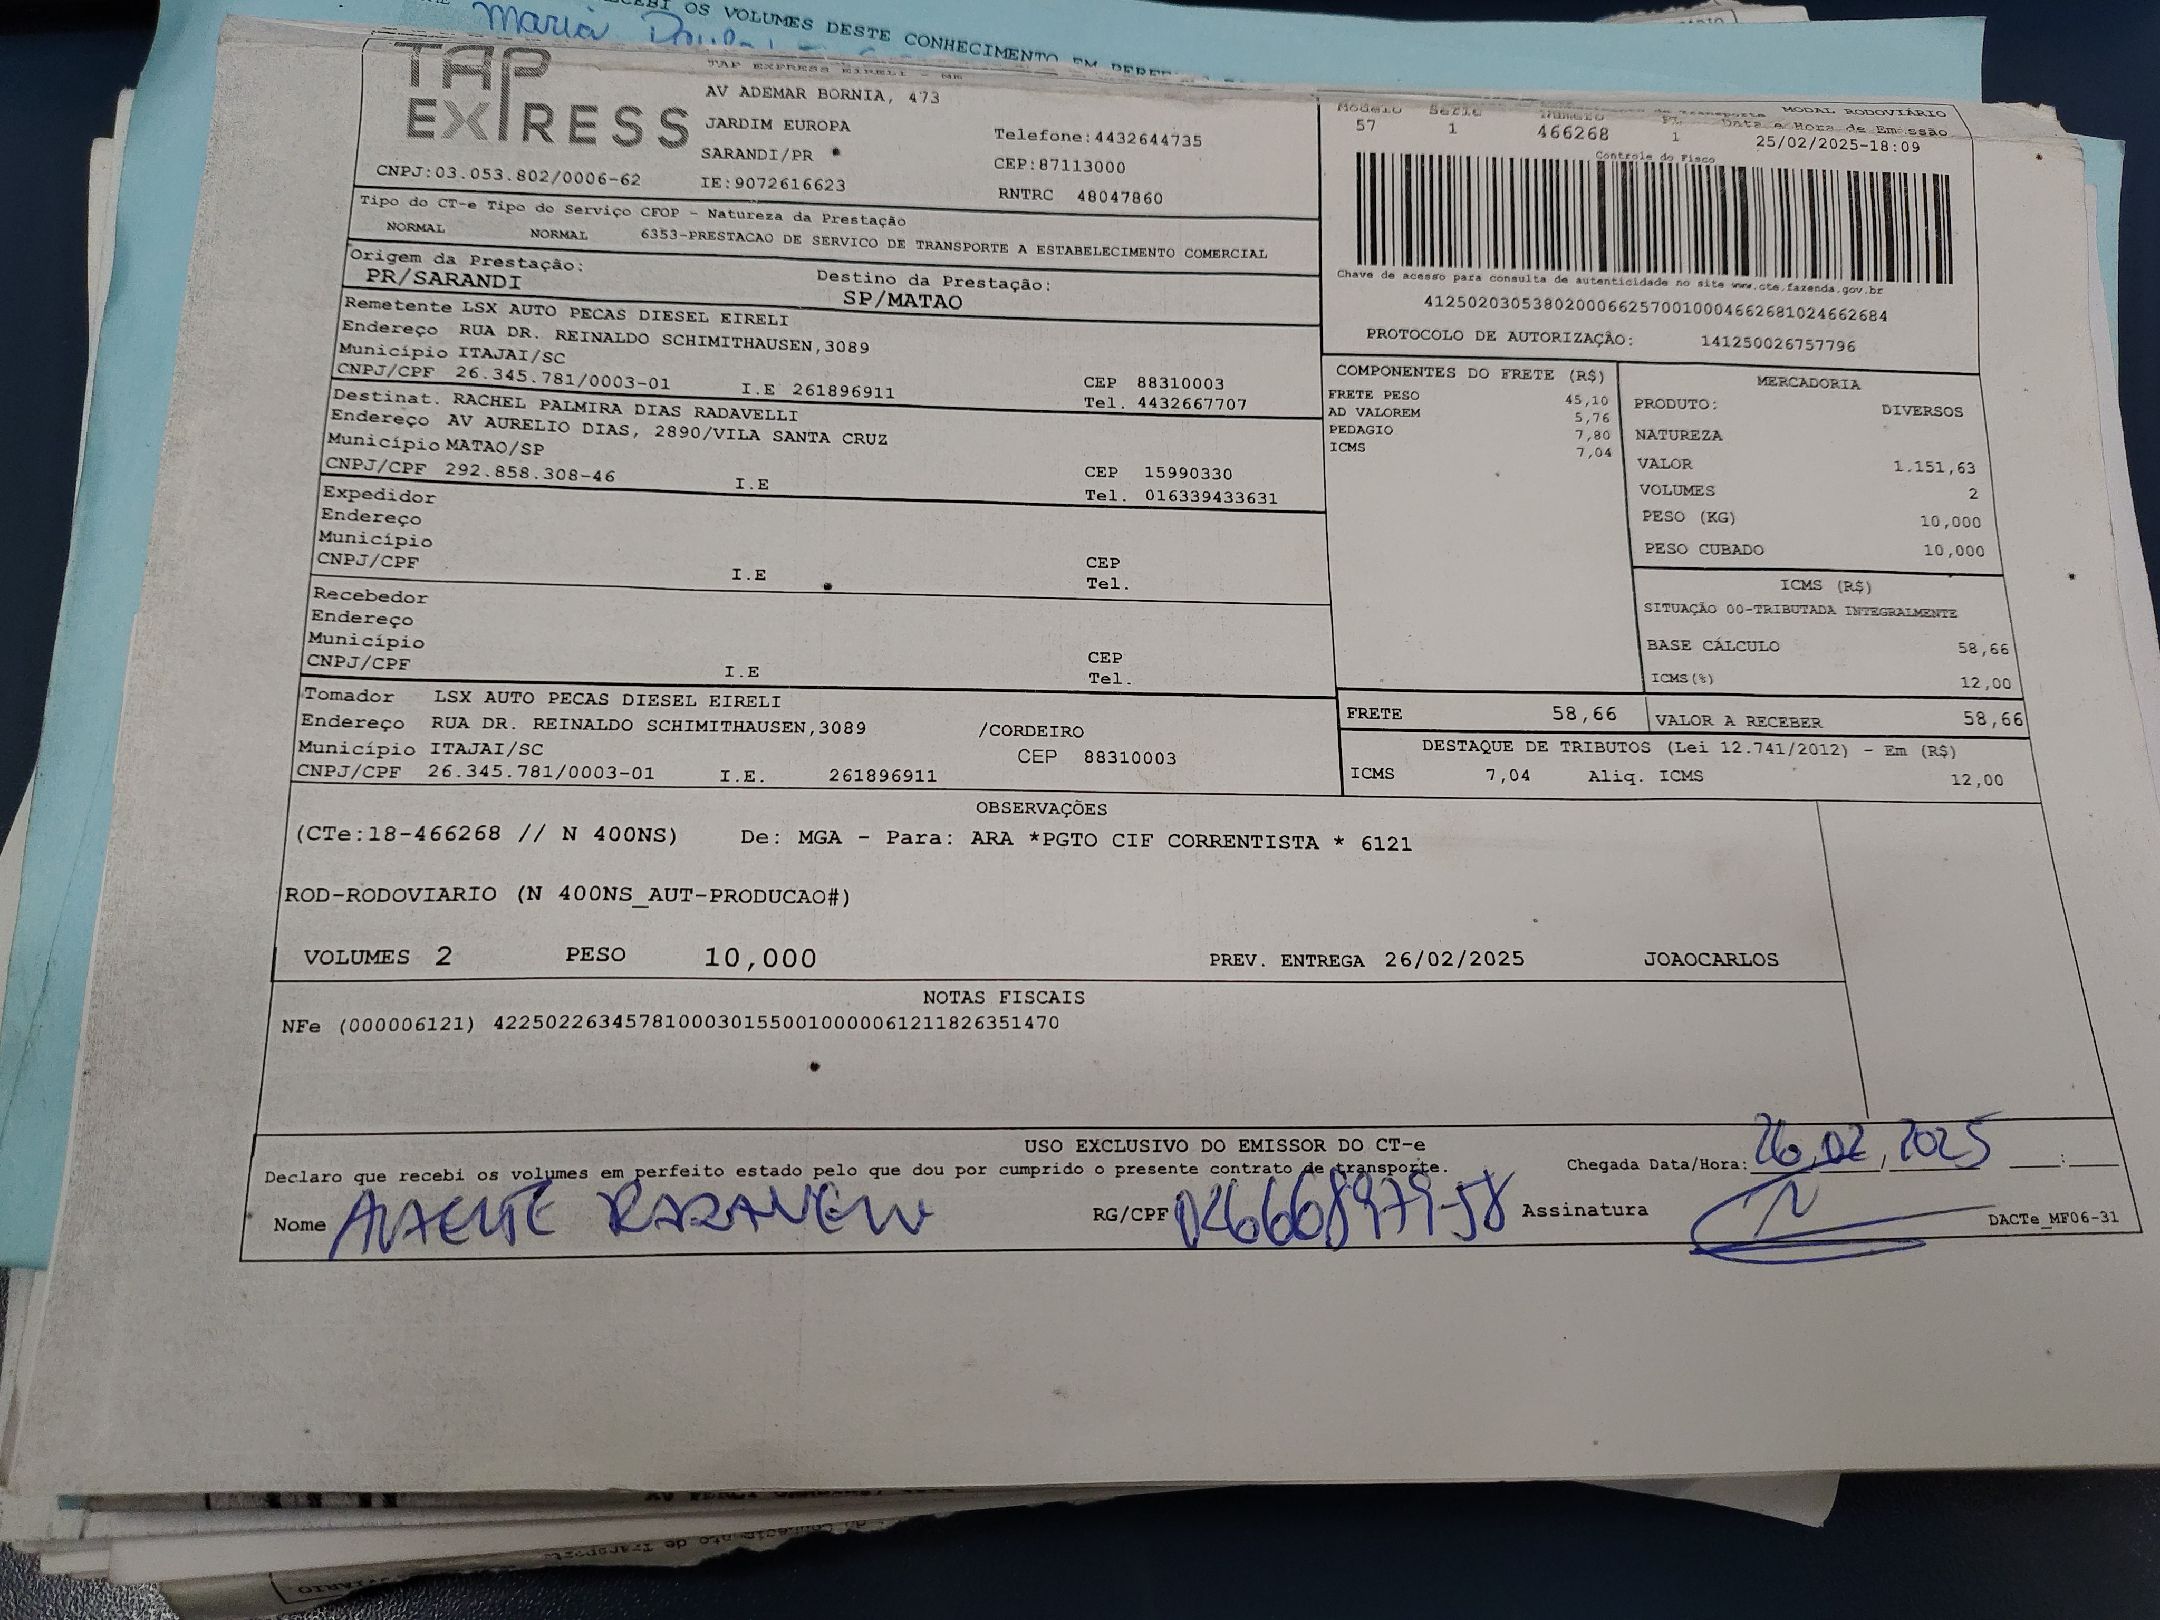 RECEBI OS VOLUMES DESTE CONHECIMENTO EM
Maria
TAP EXPRESS
TAP EXPRESS EIRELI - ME
AV ADEMAR BORNIA, 473
JARDIM EUROPA
Telefone:4432644735
SARANDI/PR
CEP:87113000
CNPJ:03.053.802/0006-62
IE:9072616623
RNTRC 48047860
MODAL RODOVIÁRIO
Modelo Serie Número FL Data e Hora de Emissão
57 1 466268 1 25/02/2025-18:09
Controle do Fisco
Chave de acesso para consulta de autenticidade no site www.cte.fazenda.gov.br
41250203053802000662570010004662681024662684
PROTOCOLO DE AUTORIZAÇÃO: 141250026757796
Tipo do CT-e Tipo do Serviço CFOP - Natureza da Prestação
NORMAL NORMAL 6353-PRESTACAO DE SERVICO DE TRANSPORTE A ESTABELECIMENTO COMERCIAL
Origem da Prestação: Destino da Prestação:
PR/SARANDI SP/MATAO
Remetente LSX AUTO PECAS DIESEL EIRELI
Endereço RUA DR. REINALDO SCHIMITHAUSEN,3089
Município ITAJAI/SC CEP 88310003
CNPJ/CPF 26.345.781/0003-01 I.E 261896911 Tel. 4432667707
Destinat. RACHEL PALMIRA DIAS RADAVELLI
Endereço AV AURELIO DIAS, 2890/VILA SANTA CRUZ
Município MATAO/SP CEP 15990330
CNPJ/CPF 292.858.308-46 I.E Tel. 016339433631
Expedidor
Endereço
Município CEP
CNPJ/CPF I.E Tel.
Recebedor
Endereço
Município CEP
CNPJ/CPF I.E Tel.
Tomador LSX AUTO PECAS DIESEL EIRELI
Endereço RUA DR. REINALDO SCHIMITHAUSEN,3089 /CORDEIRO
Município ITAJAI/SC CEP 88310003
CNPJ/CPF 26.345.781/0003-01 I.E. 261896911
COMPONENTES DO FRETE (R$)
FRETE PESO 45,10
AD VALOREM 5,76
PEDAGIO 7,80
ICMS 7,04
MERCADORIA
PRODUTO: DIVERSOS
NATUREZA
VALOR 1.151,63
VOLUMES 2
PESO (KG) 10,000
PESO CUBADO 10,000
ICMS (R$)
SITUAÇÃO 00-TRIBUTADA INTEGRALMENTE
BASE CÁLCULO 58,66
ICMS(%) 12,00
FRETE 58,66 VALOR A RECEBER 58,66
DESTAQUE DE TRIBUTOS (Lei 12.741/2012) - Em (R$)
ICMS 7,04 Aliq. ICMS 12,00
OBSERVAÇÕES
(CTe:18-466268 // N 400NS) De: MGA - Para: ARA *PGTO CIF CORRENTISTA * 6121
ROD-RODOVIARIO (N 400NS_AUT-PRODUCAO#)
VOLUMES 2 PESO 10,000 PREV. ENTREGA 26/02/2025 JOAOCARLOS
NOTAS FISCAIS
NFe (000006121) 42250226345781000301550010000061211826351470
USO EXCLUSIVO DO EMISSOR DO CT-e
Declaro que recebi os volumes em perfeito estado pelo que dou por cumprido o presente contrato de transporte. Chegada Data/Hora: 26/02/2025 __:__
Nome RG/CPF Assinatura DACTe_MF06-31